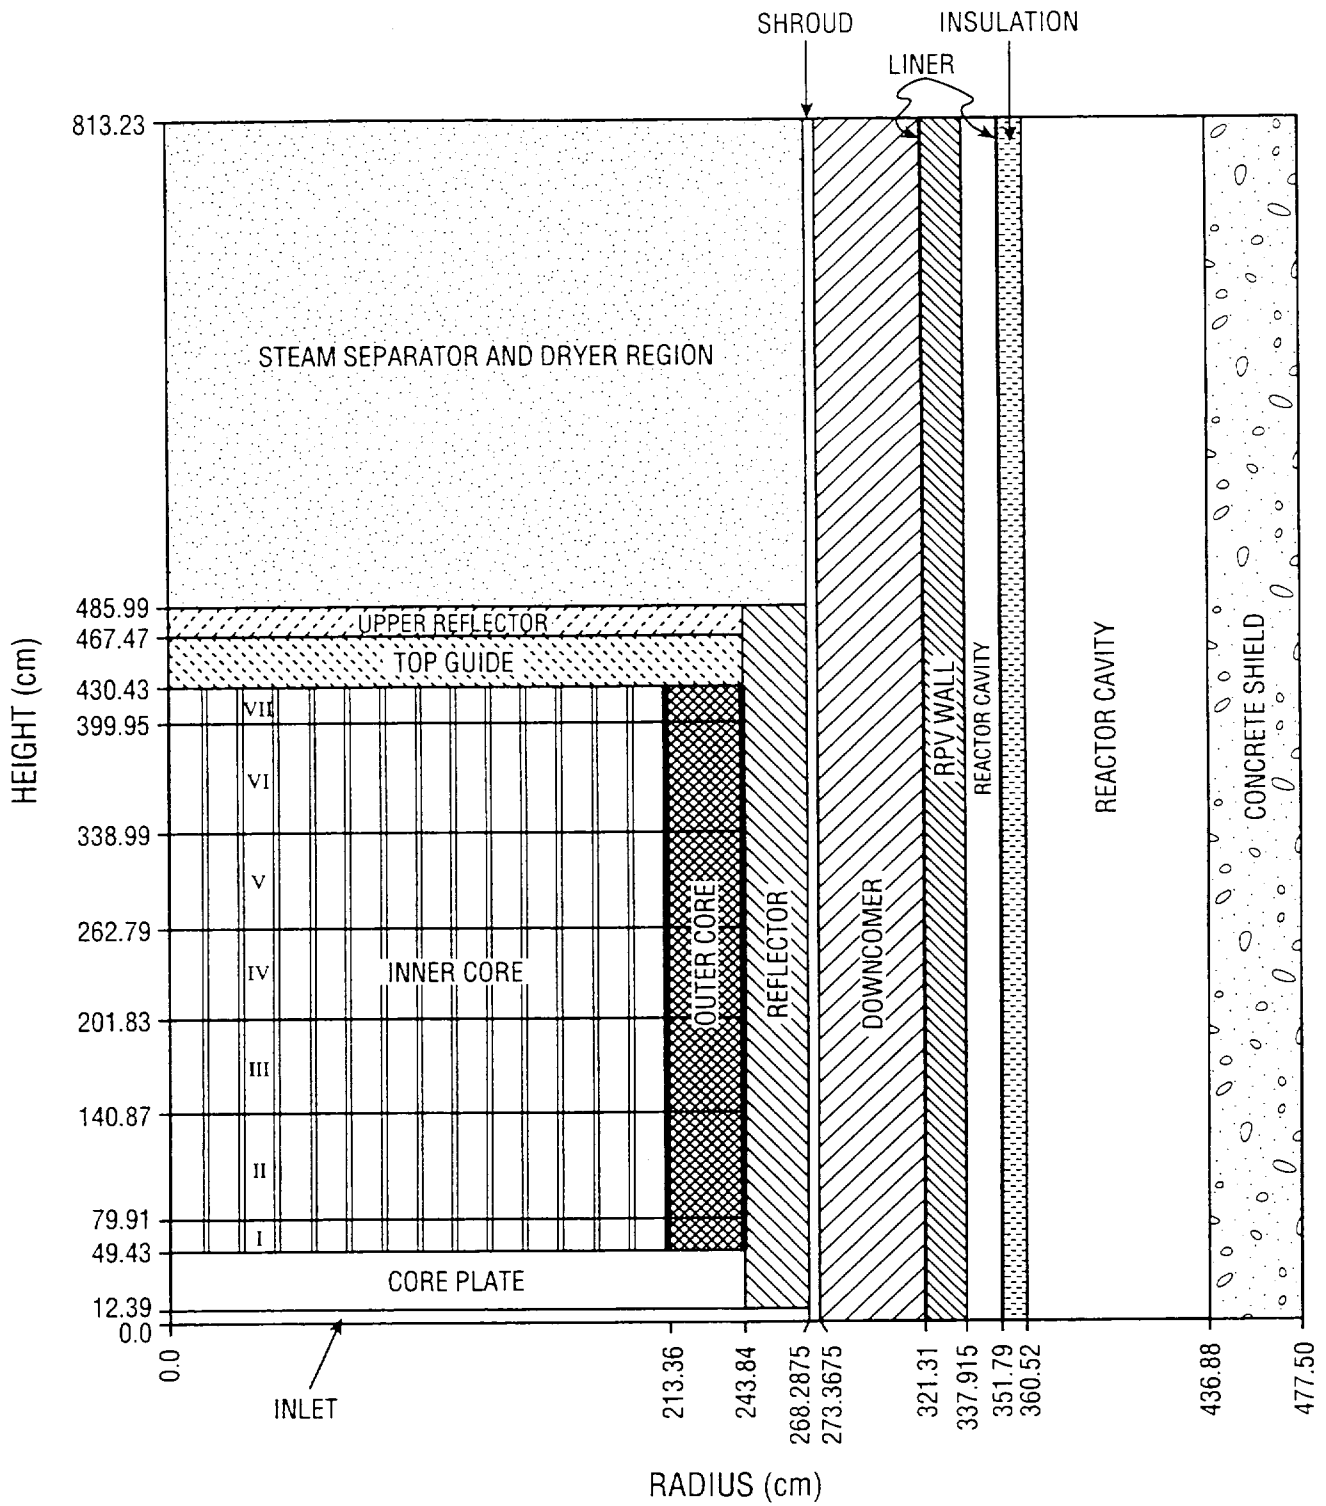 SHROUD
INSULATION
LINER
813.23
STEAM SEPARATOR AND DRYER REGION
485.99
UPPER REFLECTOR
467.47
TOP GUIDE
430.43
VII
399.95
VI
338.99
V
262.79
IV
INNER CORE
201.83
III
140.87
II
79.91
I
49.43
CORE PLATE
12.39
0.0
HEIGHT (cm)
OUTER CORE
REFLECTOR
DOWNCOMER
RPV WALL
REACTOR CAVITY
REACTOR CAVITY
CONCRETE SHIELD
0.0
213.36
243.84
268.2875
273.3675
321.31
337.915
351.79
360.52
436.88
477.50
INLET
RADIUS (cm)